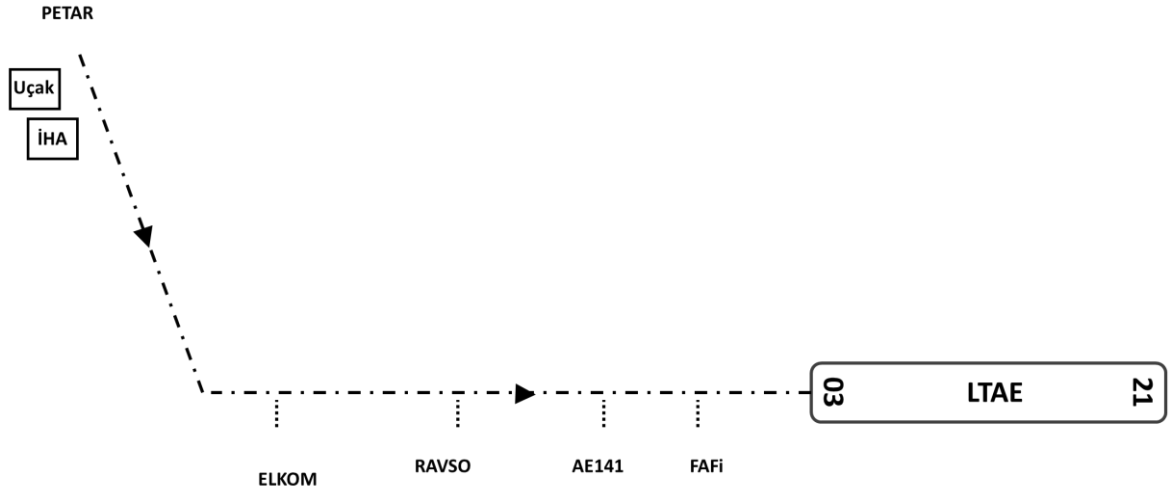 PETAR
Uçak
İHA
03
LTAE
21
ELKOM
RAVSO
AE141
FAFi